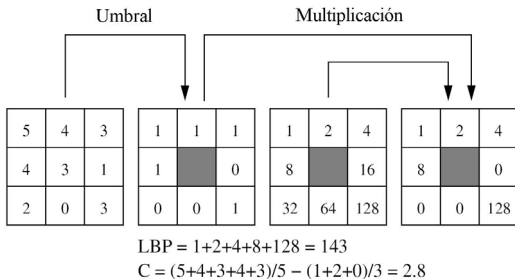 Umbral Multiplicación
5 4 3 1 1 1 1 2 4 1 2 4
4 3 1 1 0 8 16 8 0
2 0 3 0 0 1 32 64 128 0 0 128
LBP = 1+2+4+8+128 = 143
C = (5+4+3+4+3)/5 − (1+2+0)/3 = 2.8